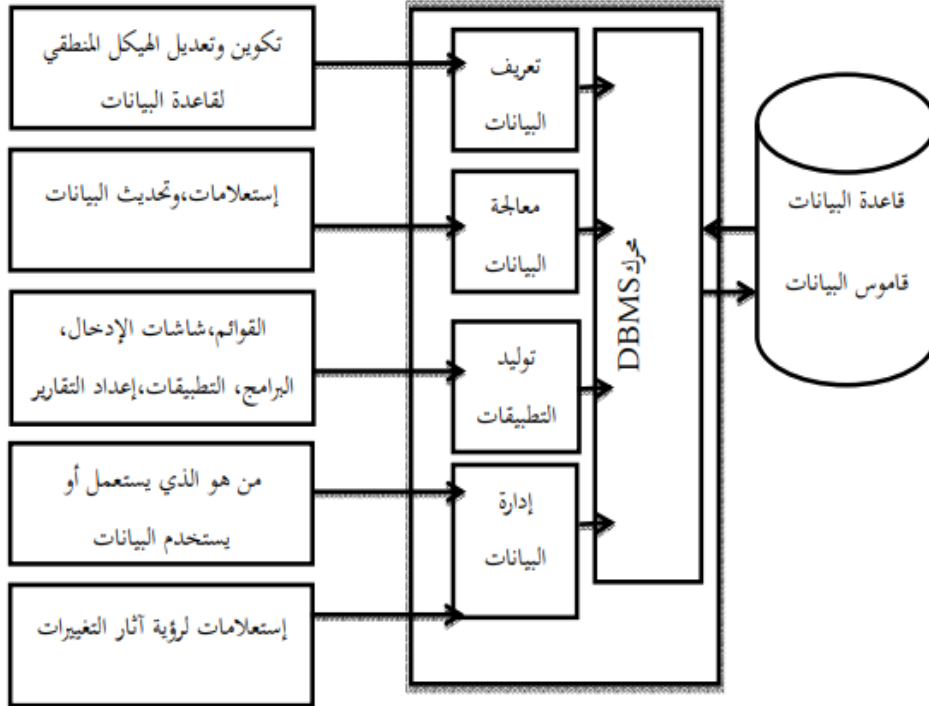 تكوين وتعديل الهيكل المنطقي
لقاعدة البيانات
إستعلامات،وتحديث البيانات
القوائم،شاشات الإدخال،
البرامج، التطبيقات،إعداد التقارير
من هو الذي يستعمل أو
يستخدم البيانات
إستعلامات لرؤية آثار التغييرات
تعريف
البيانات
معالجة
البيانات
توليد
التطبيقات
إدارة
البيانات
محرك DBMS
قاعدة البيانات
قاموس البيانات